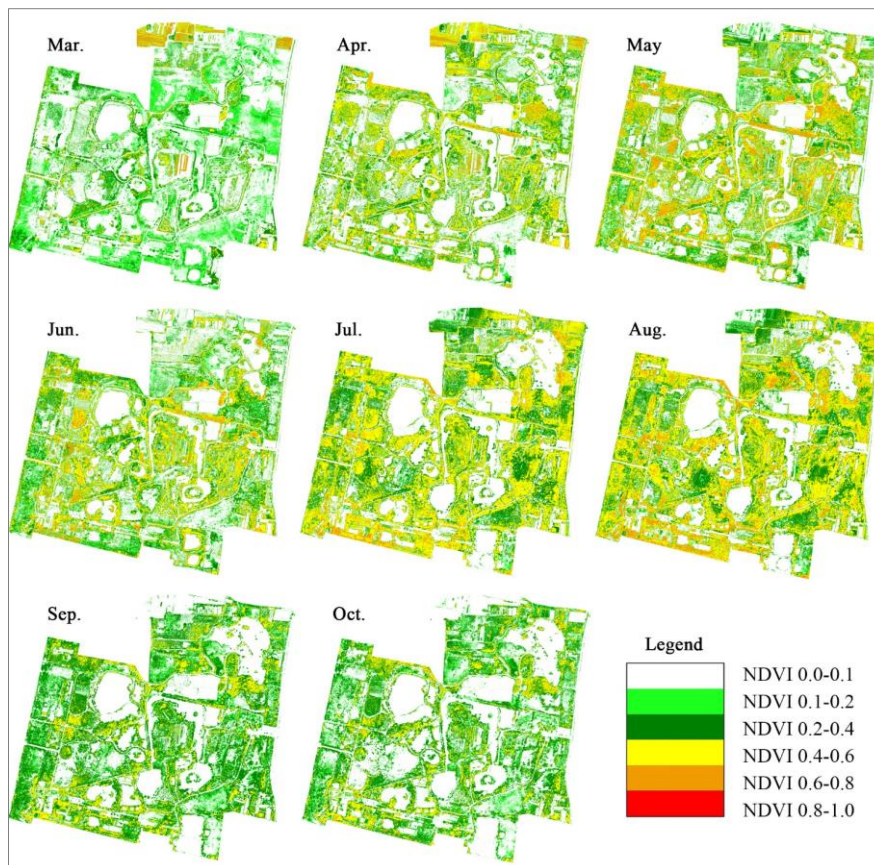 Mar.
Apr.
May
Jun.
Jul.
Aug.
Sep.
Oct.
Legend
NDVI 0.0-0.1
NDVI 0.1-0.2
NDVI 0.2-0.4
NDVI 0.4-0.6
NDVI 0.6-0.8
NDVI 0.8-1.0